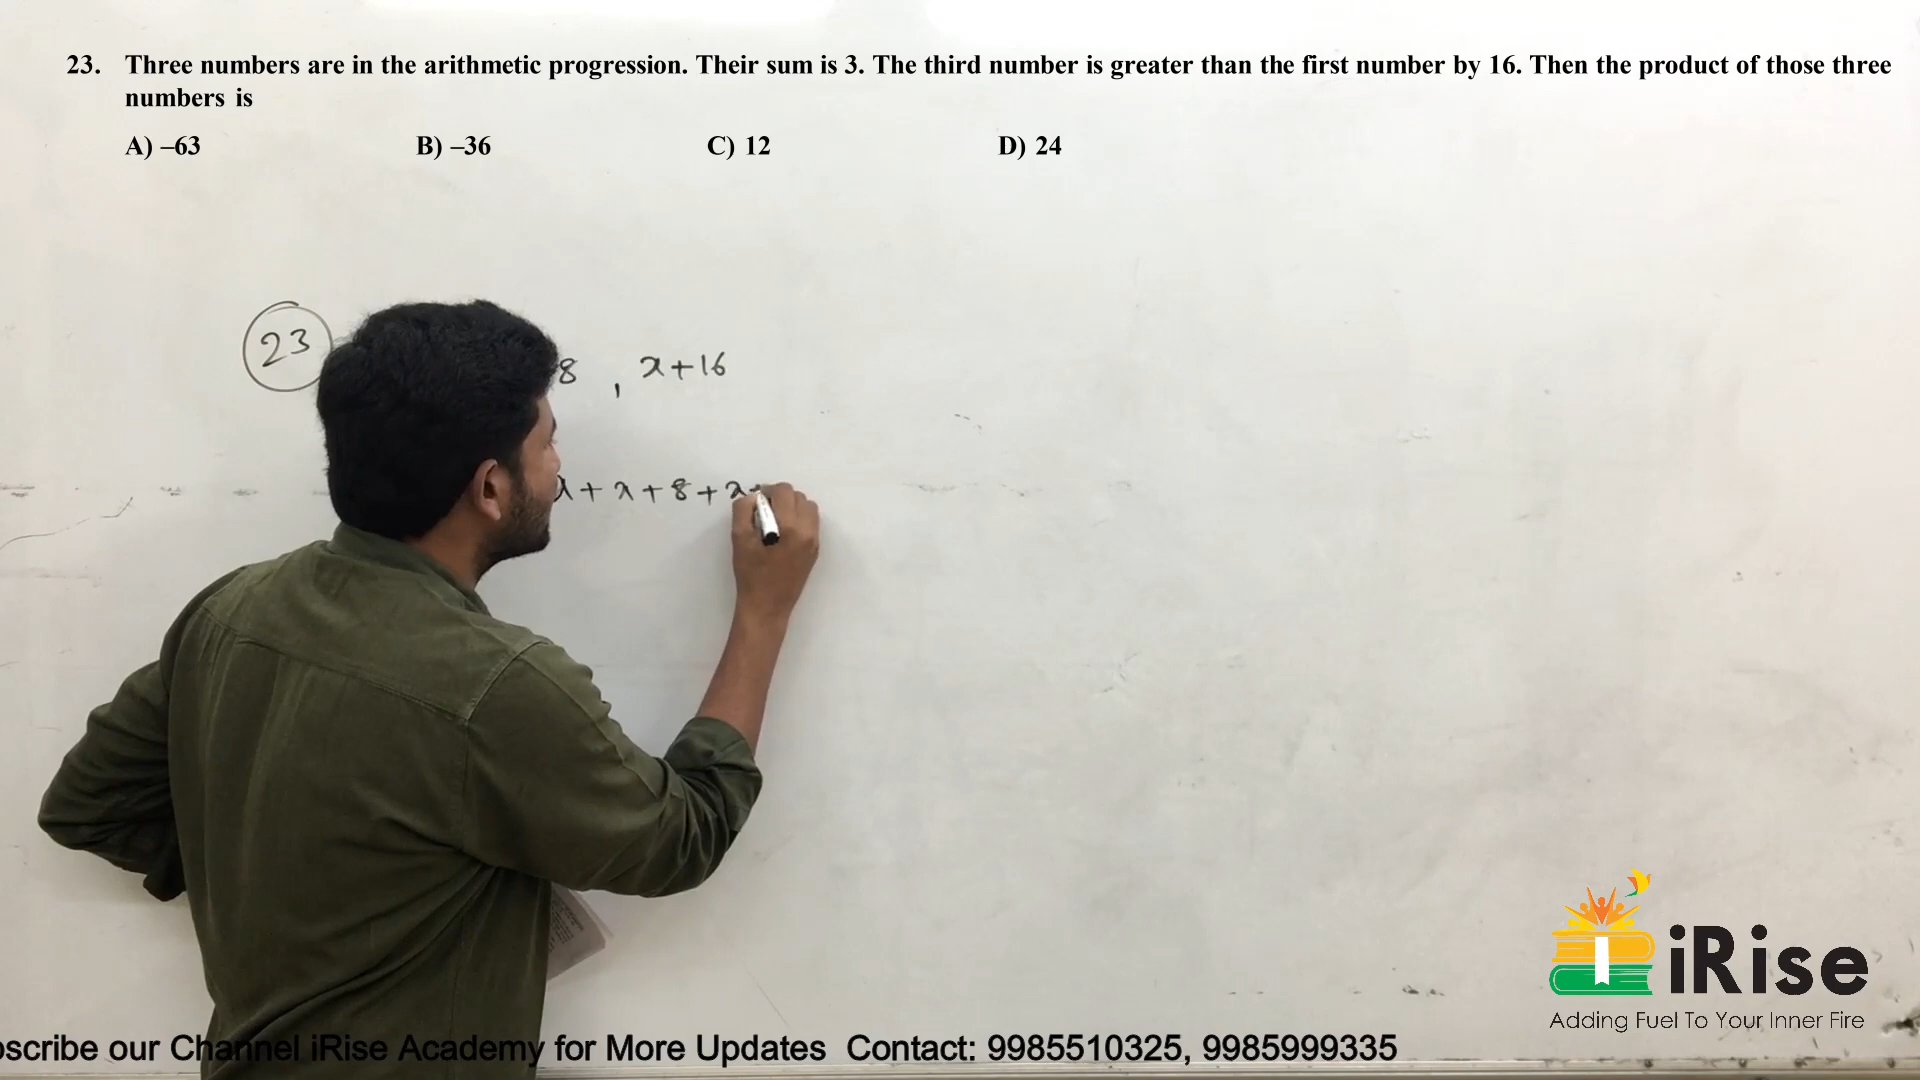 23. Three numbers are in the arithmetic progression. Their sum is 3. The third number is greater than the first number by 16. Then the product of those three
numbers is
A) –63 B) –36 C) 12 D) 24
23 8 , x+16
x + x + 8 + x
iRise
Adding Fuel To Your Inner Fire
scribe our Channel iRise Academy for More Updates Contact: 9985510325, 9985999335